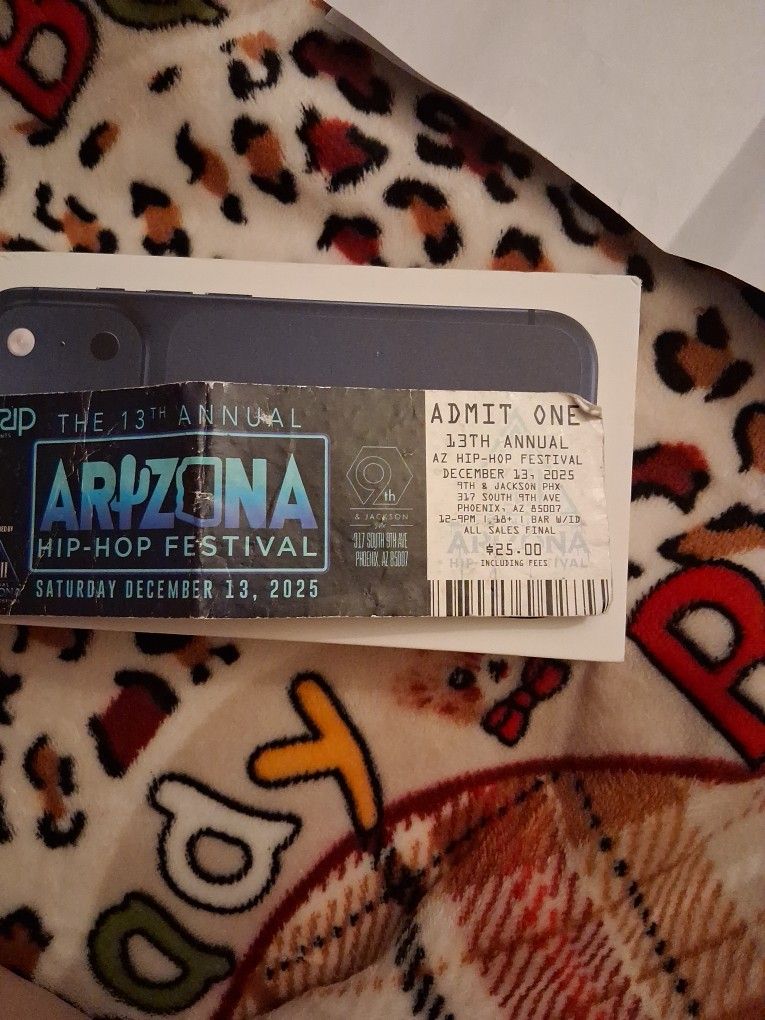 THE 13TH ANNUAL
ARIZONA
HIP-HOP FESTIVAL
SATURDAY DECEMBER 13, 2025
9th
& JACKSON
317 SOUTH 9TH AVE
PHOENIX, AZ 85007
ADMIT ONE
13TH ANNUAL
AZ HIP-HOP FESTIVAL
DECEMBER 13, 2025
9TH & JACKSON PHX
317 SOUTH 9TH AVE
PHOENIX, AZ 85007
12-9PM | 18+ | BAR W/ID
ALL SALES FINAL
$25.00
INCLUDING FEES